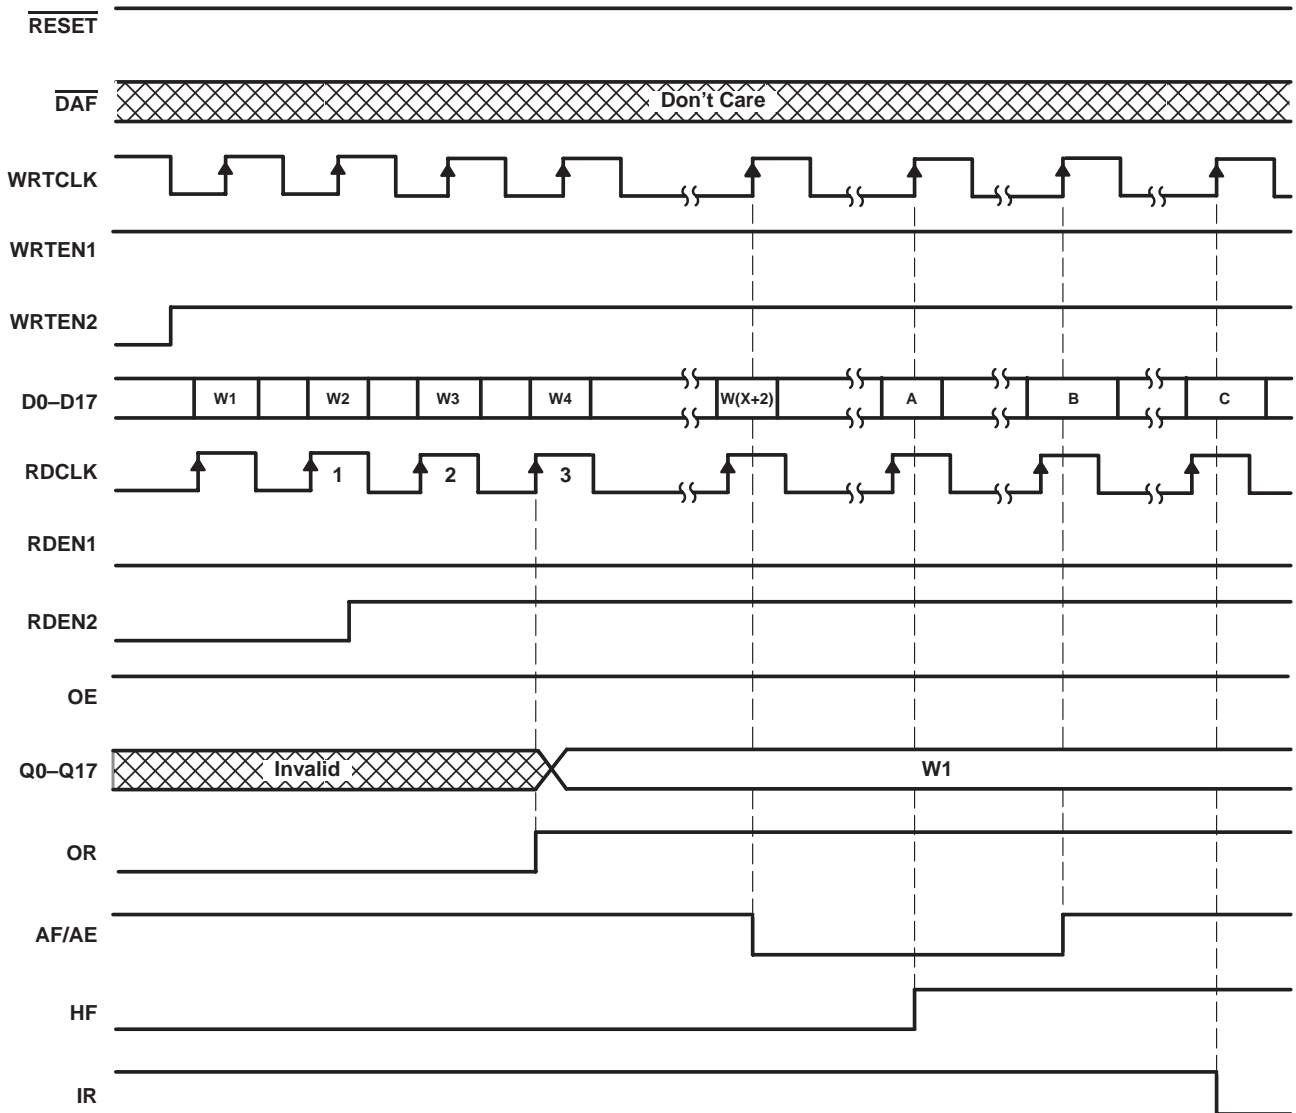 RESET
DAF Don't Care
WRTCLK
WRTEN1
WRTEN2
D0–D17 W1 W2 W3 W4 W(X+2) A B C
RDCLK 1 2 3
RDEN1
RDEN2
OE
Q0–Q17 Invalid W1
OR
AF/AE
HF
IR